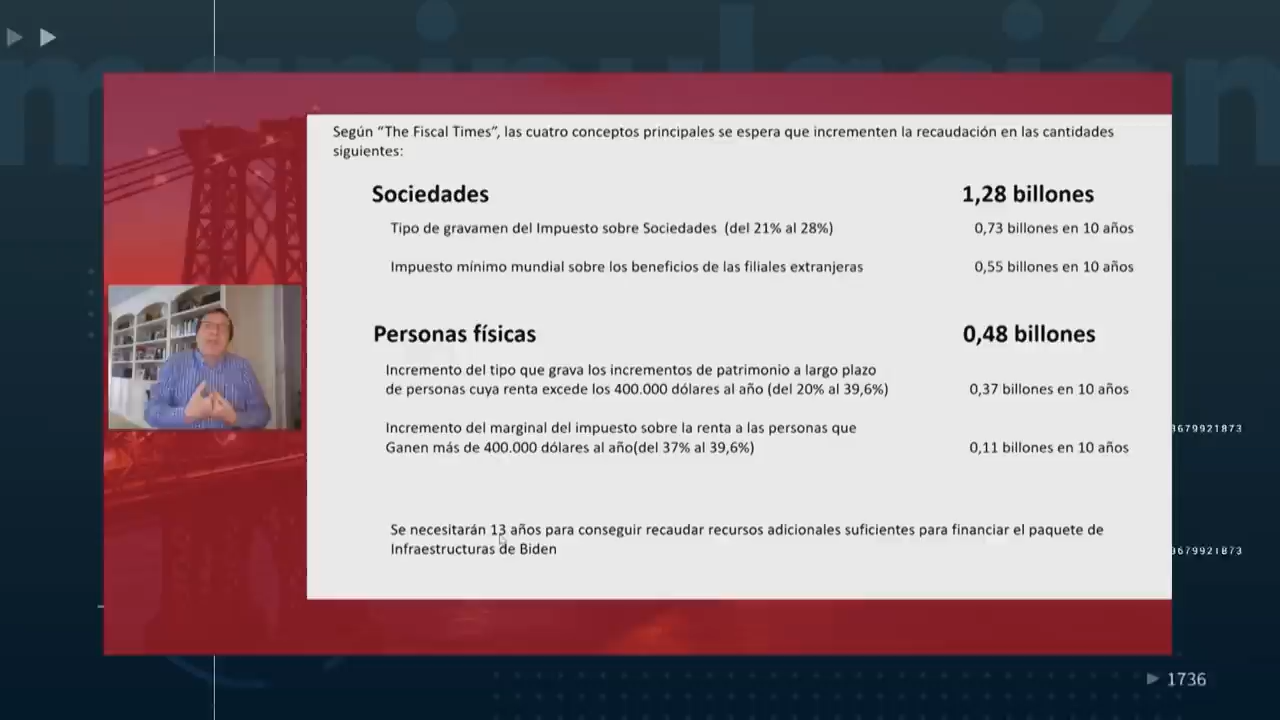 manipulación
Según “The Fiscal Times”, las cuatro conceptos principales se espera que incrementen la recaudación en las cantidades
siguientes:
Sociedades 1,28 billones
Tipo de gravamen del Impuesto sobre Sociedades (del 21% al 28%) 0,73 billones en 10 años
Impuesto mínimo mundial sobre los beneficios de las filiales extranjeras 0,55 billones en 10 años
Personas físicas 0,48 billones
Incremento del tipo que grava los incrementos de patrimonio a largo plazo
de personas cuya renta excede los 400.000 dólares al año (del 20% al 39,6%) 0,37 billones en 10 años
Incremento del marginal del impuesto sobre la renta a las personas que
Ganen más de 400.000 dólares al año(del 37% al 39,6%) 0,11 billones en 10 años
3679921873
Se necesitarán 13 años para conseguir recaudar recursos adicionales suficientes para financiar el paquete de
Infraestructuras de Biden
3679921873
1736